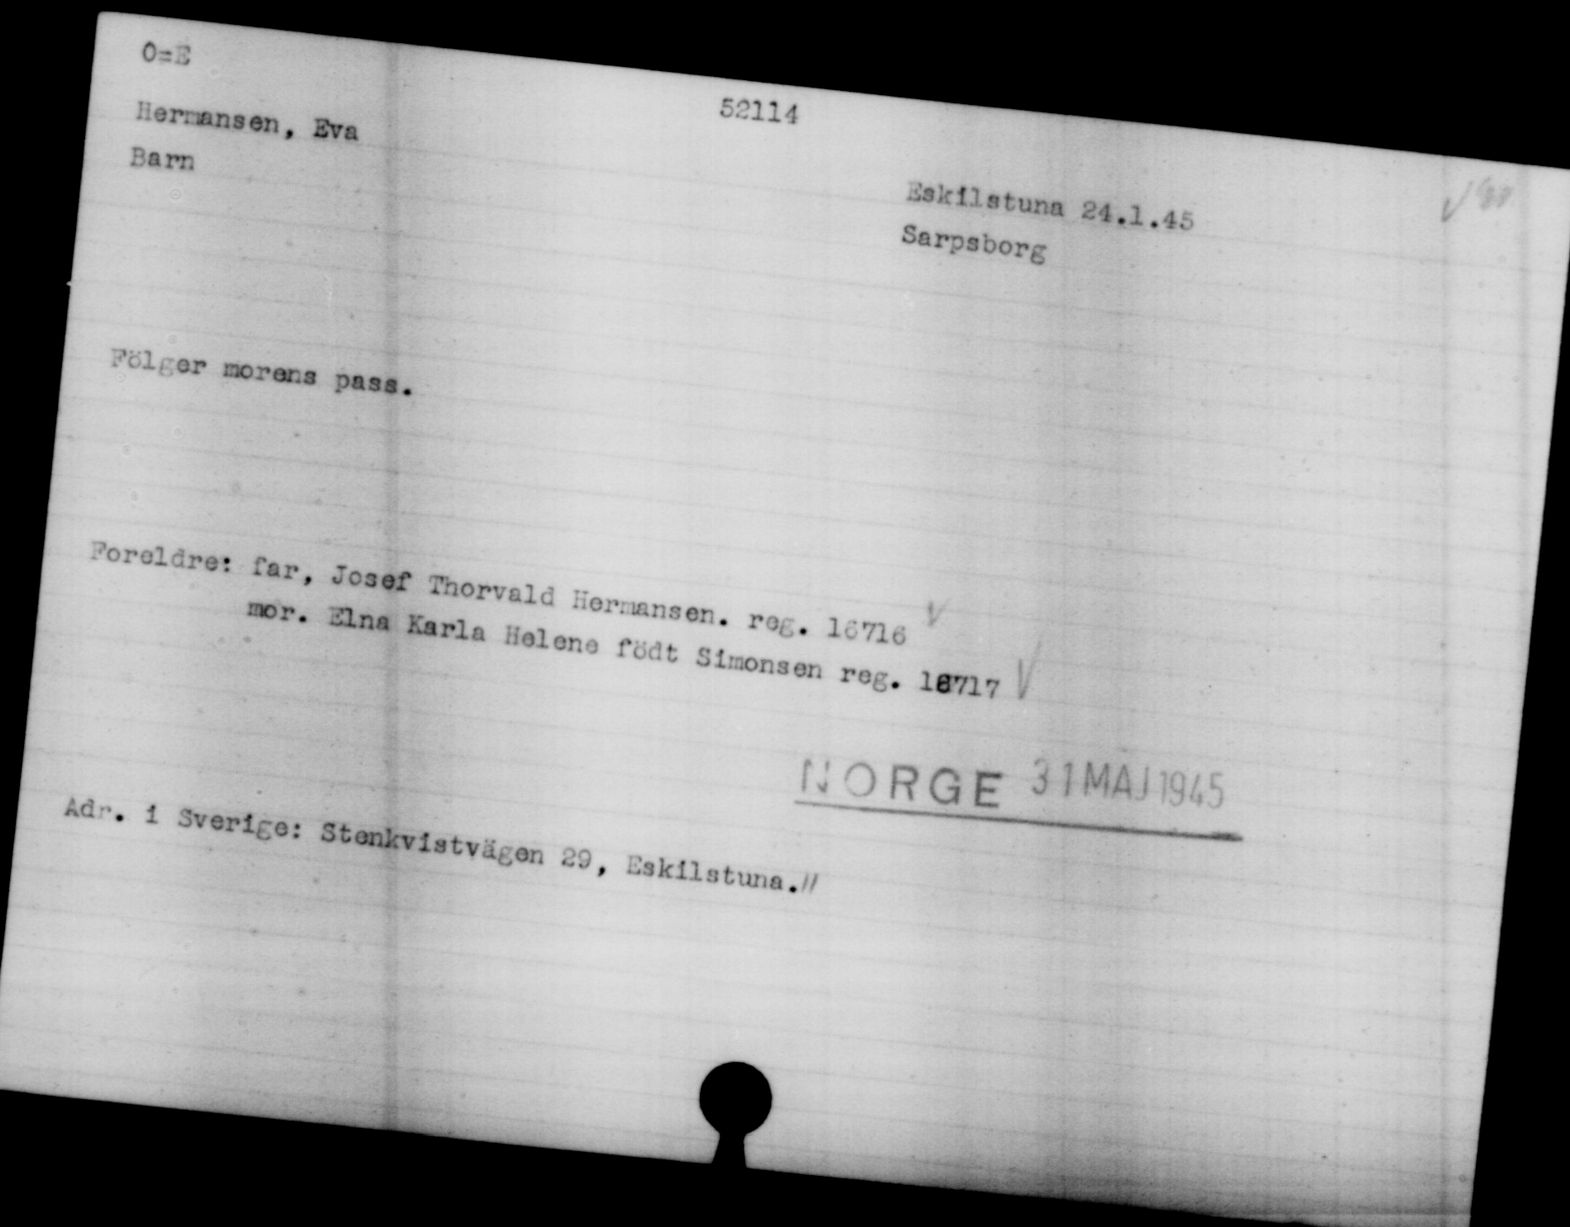 O=E
52114
Hermansen, Eva
Barn
Eskilstuna 24.1.45
Sarpsborg
Fölger morens pass.
Foreldre: far, Josef Thorvald Hermansen. reg. 16716
mor. Elna Karla Helene födt Simonsen reg. 16717
NORGE 31 MAJ 1945
Adr. i Sverige: Stenkvistvägen 29, Eskilstuna.//